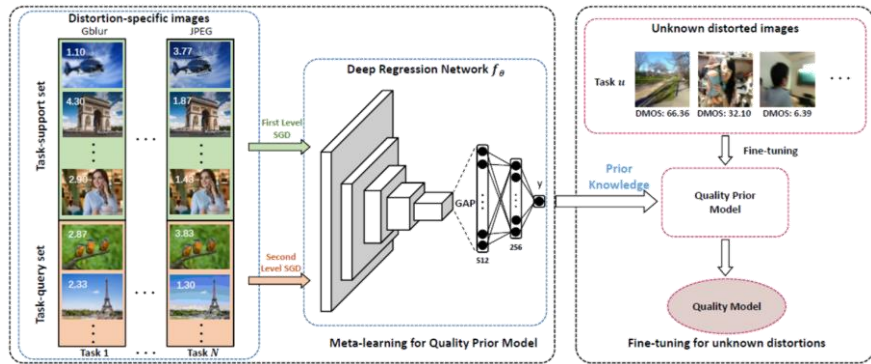 Distortion-specific images
Gblur
JPEG
Task-support set
1.10
3.77
4.30
1.87
2.90
1.43
Task-query set
2.87
3.83
2.33
1.30
Task 1
Task N
First Level
SGD
Second
Level SGD
Deep Regression Network fθ
GAP
512
256
y
Meta-learning for Quality Prior Model
Prior
Knowledge
Unknown distorted images
Task u
DMOS: 66.36
DMOS: 32.10
DMOS: 6.39
Fine-tuning
Quality Prior
Model
Quality Model
Fine-tuning for unknown distortions